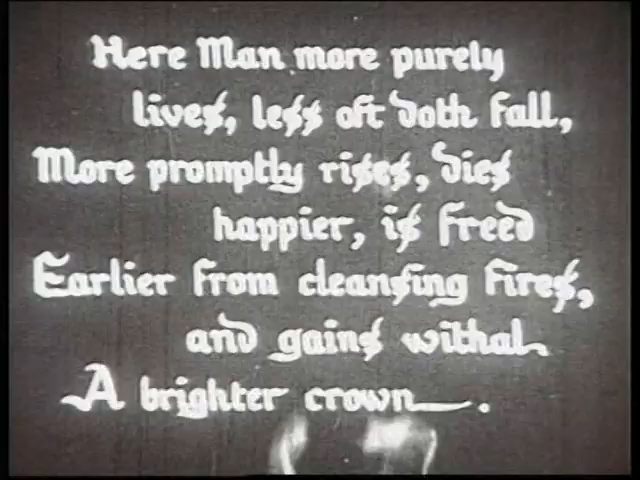 Here Man more purely
lives, less oft doth fall,
More promptly rises, dies
happier, is freed
Earlier from cleansing fires,
and gains withal
A brighter crown—.